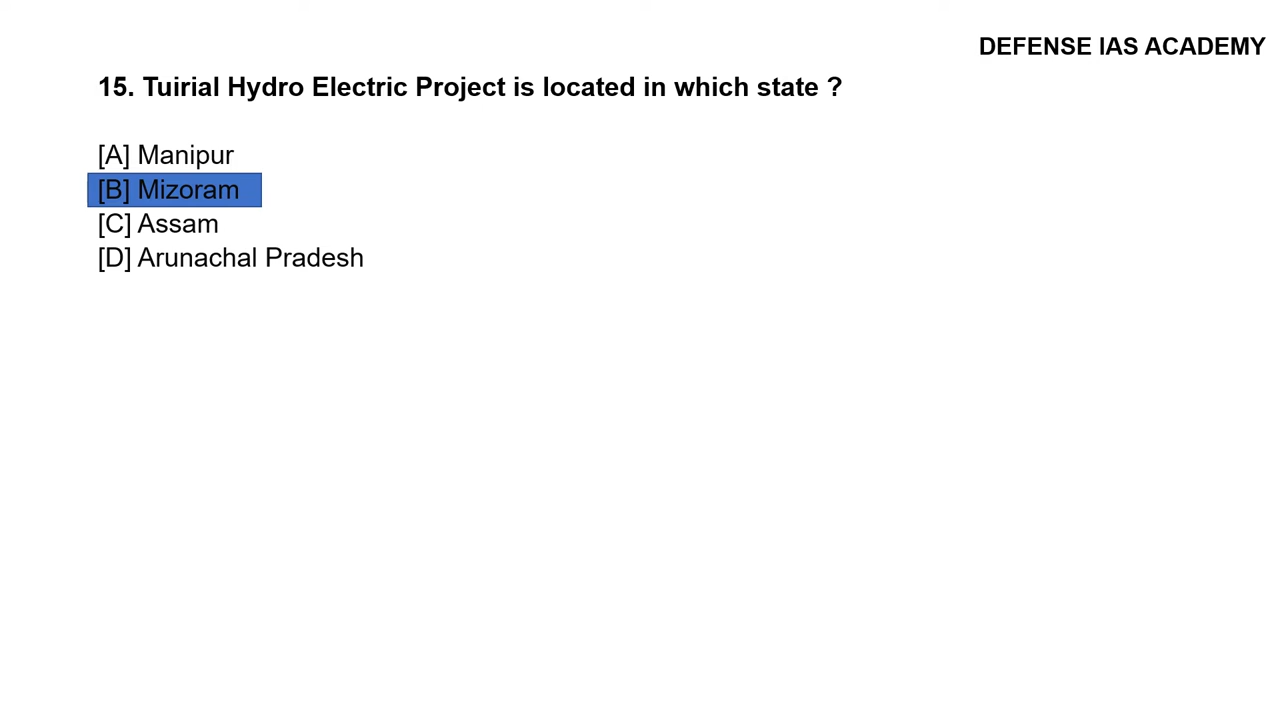 DEFENSE IAS ACADEMY
15. Tuirial Hydro Electric Project is located in which state ?
[A] Manipur
[B] Mizoram
[C] Assam
[D] Arunachal Pradesh